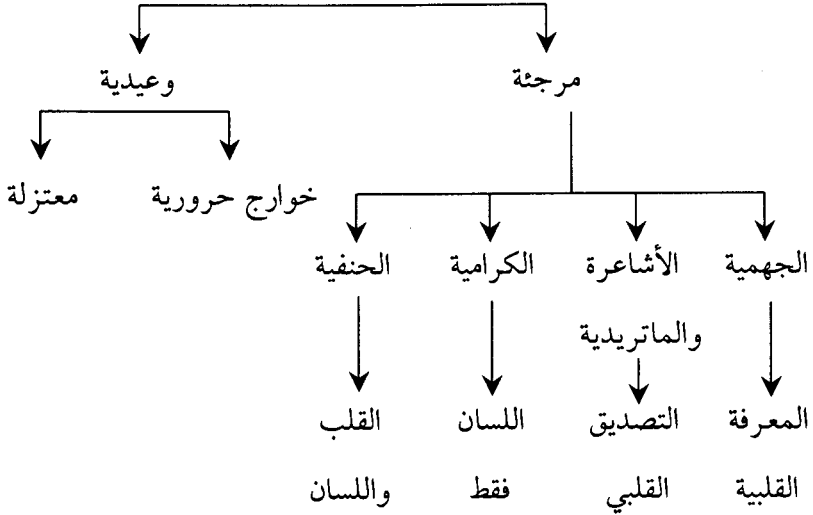 مرجئة وعيدية
خوارج حرورية معتزلة
الجهمية الأشاعرة الكرامية الحنفية
والماتريدية
المعرفة التصديق اللسان القلب
القلبية القلبي فقط واللسان